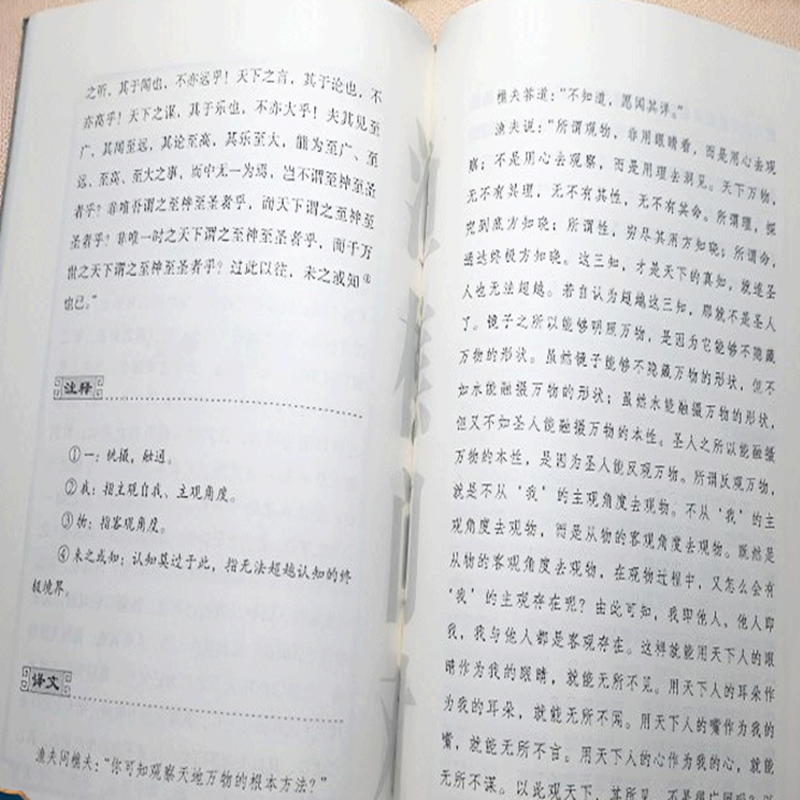 之听，其于闻也，不亦远乎！天下之言，其于论也，不
亦高乎！天下之谋，其于乐也，不亦大乎！夫其见至
广，其闻至远，其论至高，其乐至大，能为至广、至
远、至高、至大之事，而中无一为焉，岂不谓至神至圣
者乎？非唯吾谓之至神至圣者乎，而天下谓之至神至
圣者乎？非唯一时之天下谓之至神至圣者乎，而千万
世之天下谓之至神至圣者乎？过此以往，未之或知④
也已。”
注释
①一：统摄，融通。
②我：指主观自我、主观角度。
③物：指客观角度。
④未之或知：认知莫过于此，指无法超越认知的终
极境界。
译文
渔夫问樵夫：“你可知观察天地万物的根本方法？”
樵夫答道：“不知道，愿闻其详。”
渔夫说：“所谓观物，非用眼睛看，而是用心去观
察；不是用心去观察，而是用理去洞见。天下万物，
无不有其理，无不有其性，无不有其命。所谓理，探
究到底方如晓；所谓性，穷尽其用方如晓；所谓命，
通达终极方如晓。这三知，才是天下的真知，就连圣
人也无法超越。若自认为超越这三知，那就不是圣人
了。镜子之所以能够明照万物，是因为它能够不隐藏
万物的形状。虽然镜子能够不隐藏万物的形状，但不
如水能融摄万物的形状；虽然水能融摄万物的形状，
但又不如圣人能融摄万物的本性。圣人之所以能融摄
万物的本性，是因为圣人能反观万物。所谓反观万物，
就是不从‘我’的主观角度去观物。不从‘我’的主
观角度去观物，而是从物的客观角度去观物。既然是
从物的客观角度去观物，在观物过程中，又怎么会有
‘我’的主观存在呢？由此可知，我即他人、他人即
我，我与他人都是客观存在。这样就能用天下人的眼
睛作为我的眼睛，就能无所不见。用天下人的耳朵作
为我的耳朵，就能无所不闻。用天下人的嘴作为我的
嘴，就能无所不言。用天下人的心作为我的心，就能
无所不谋。以此观天下，其所见，不是很广阔吗？以